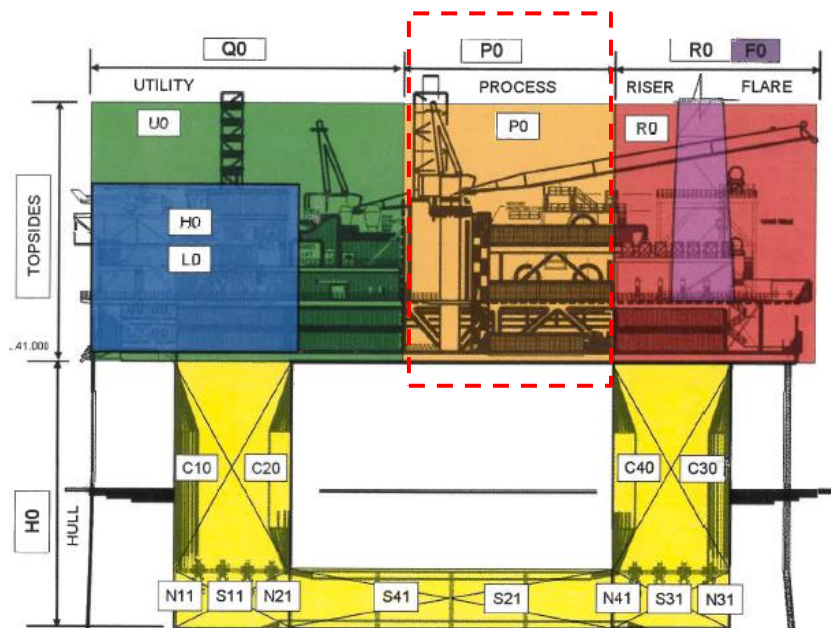 Q0
P0
R0 F0
UTILITY
PROCESS
RISER
FLARE
U0
P0
R0
TOPSIDES
H0
L0
41.000
C10
C20
C40
C30
H0
HULL
N11
S11
N21
S41
S21
N41
S31
N31